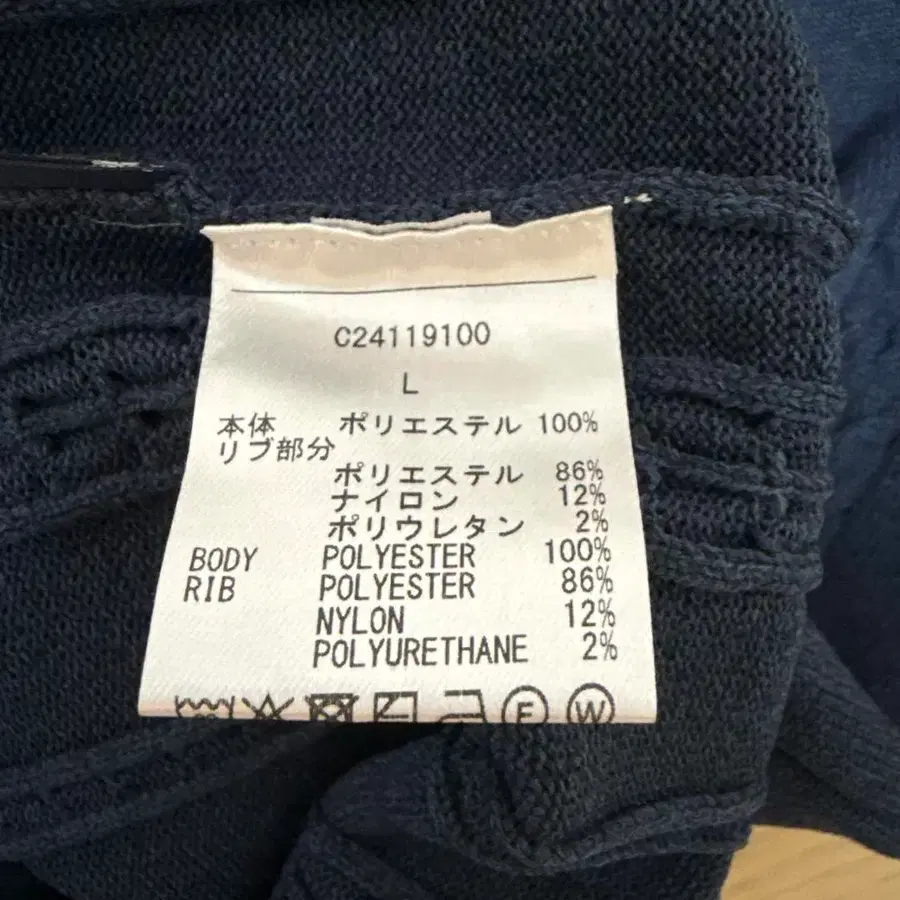 C24119100
L
本体 ポリエステル 100%
リブ部分
ポリエステル 86%
ナイロン 12%
ポリウレタン 2%
BODY POLYESTER 100%
RIB POLYESTER 86%
NYLON 12%
POLYURETHANE 2%
F W